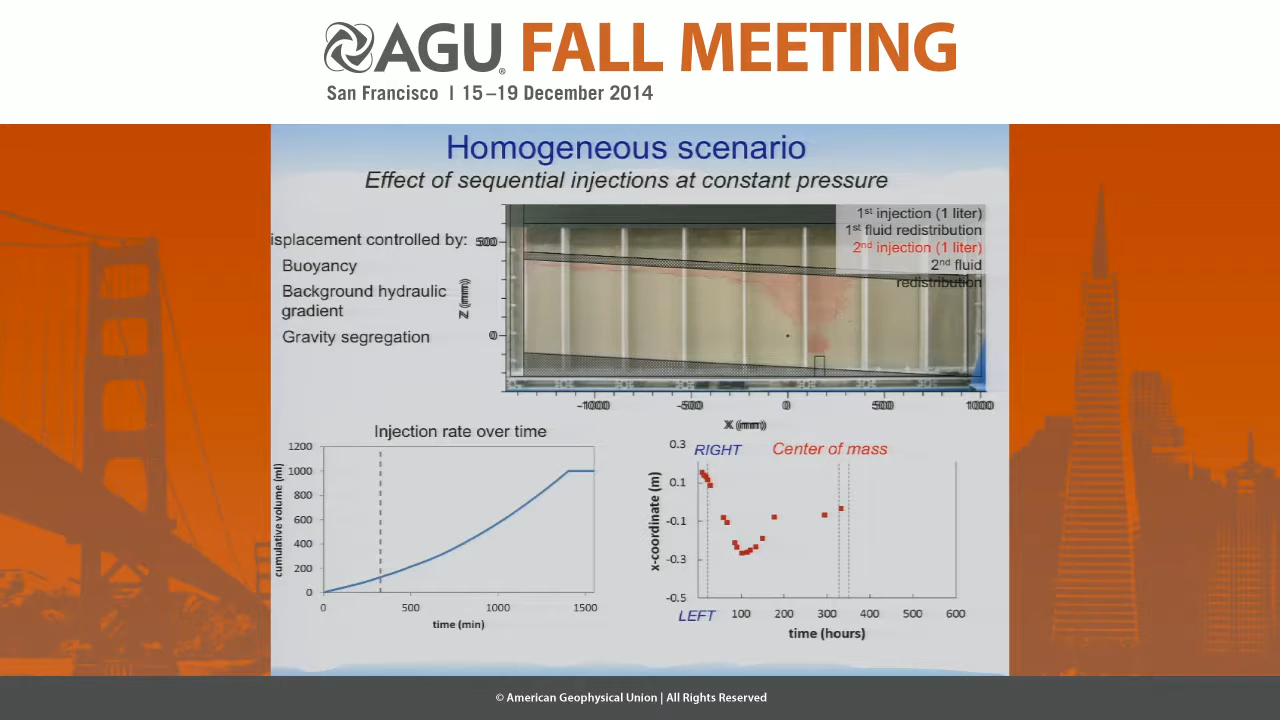 AGU FALL MEETING
San Francisco | 15–19 December 2014
Homogeneous scenario
Effect of sequential injections at constant pressure
isplacement controlled by:
Buoyancy
Background hydraulic
gradient
Gravity segregation
1st injection (1 liter)
1st fluid redistribution
2nd injection (1 liter)
2nd fluid
redistribution
500
0
Z (mm)
-1000 -500 0 500 1000
X (mm)
Injection rate over time
cumulative volume (ml)
1200
1000
800
600
400
200
0
0 500 1000 1500
time (min)
RIGHT Center of mass
x-coordinate (m)
0.3
0.1
-0.1
-0.3
-0.5
LEFT 100 200 300 400 500 600
time (hours)
© American Geophysical Union | All Rights Reserved